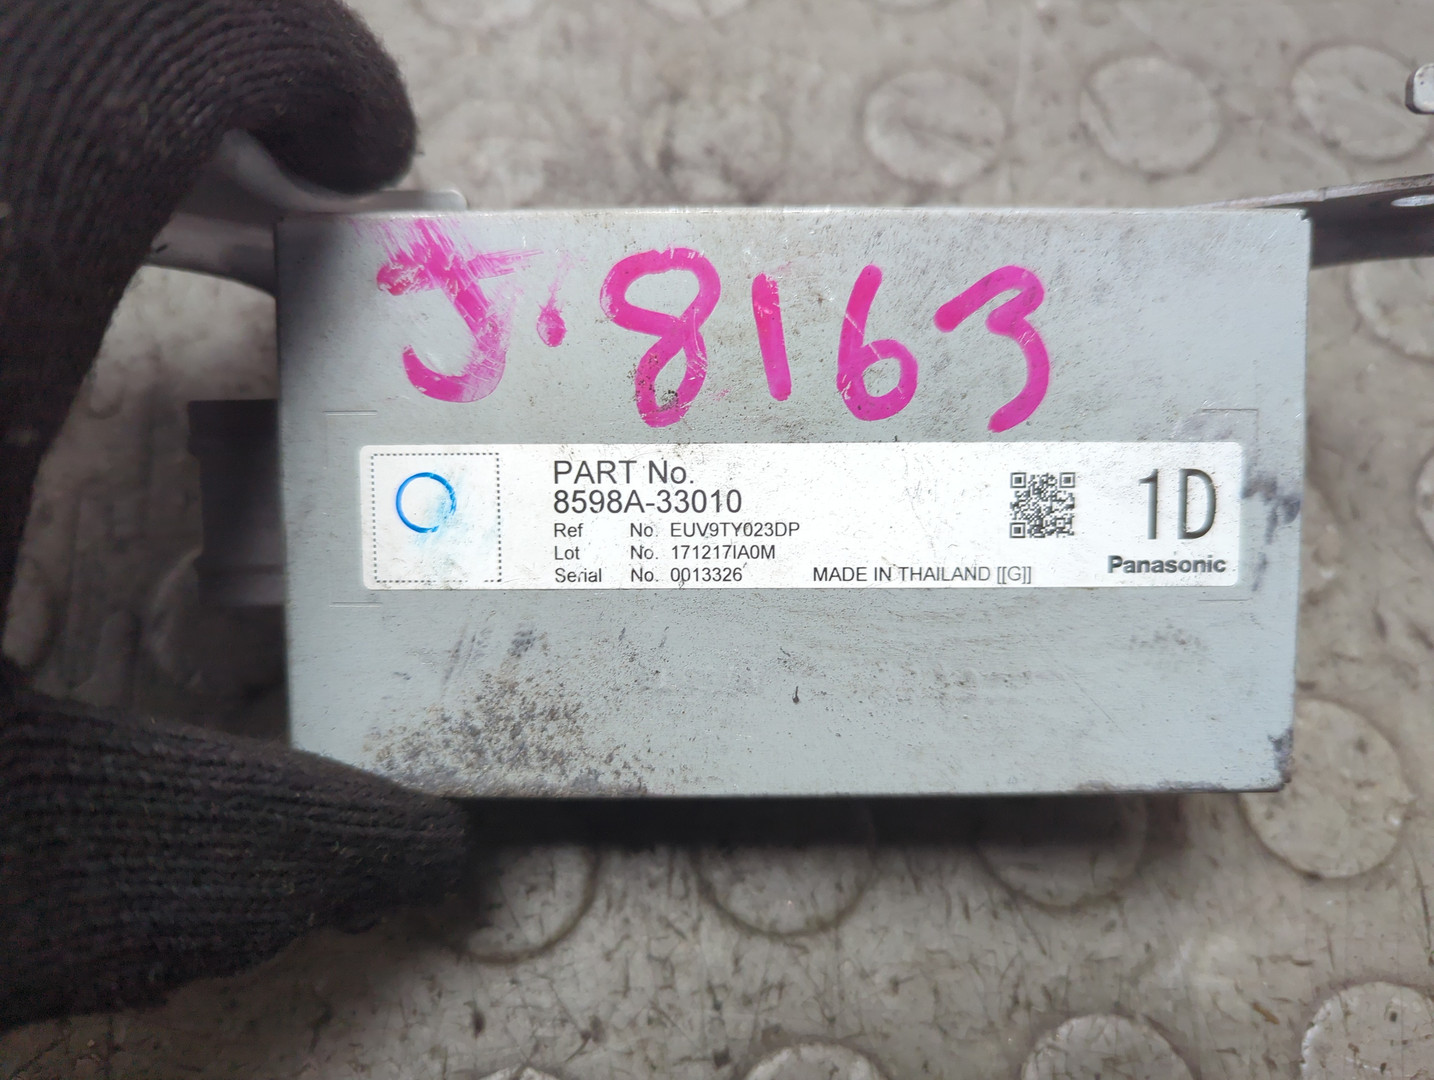 J.8163
PART No.
8598A-33010
Ref No. EUV9TY023DP
Lot No. 171217IA0M
Serial No. 0013326
MADE IN THAILAND [[G]]
1D
Panasonic